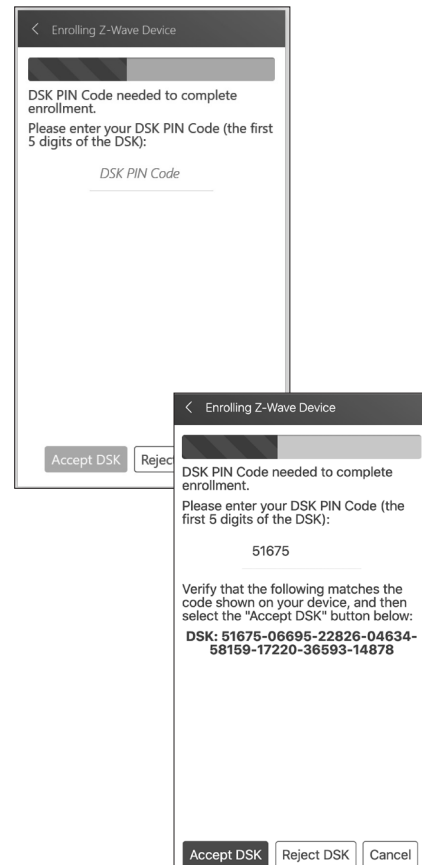 Enrolling Z-Wave Device
DSK PIN Code needed to complete
enrollment.
Please enter your DSK PIN Code (the first
5 digits of the DSK):
DSK PIN Code
Accept DSK
Enrolling Z-Wave Device
DSK PIN Code needed to complete
enrollment.
Please enter your DSK PIN Code (the
first 5 digits of the DSK):
51675
Verify that the following matches the
code shown on your device, and then
select the "Accept DSK" button below:
DSK: 51675-06695-22826-04634-
58159-17220-36593-14878
Accept DSK Reject DSK Cancel